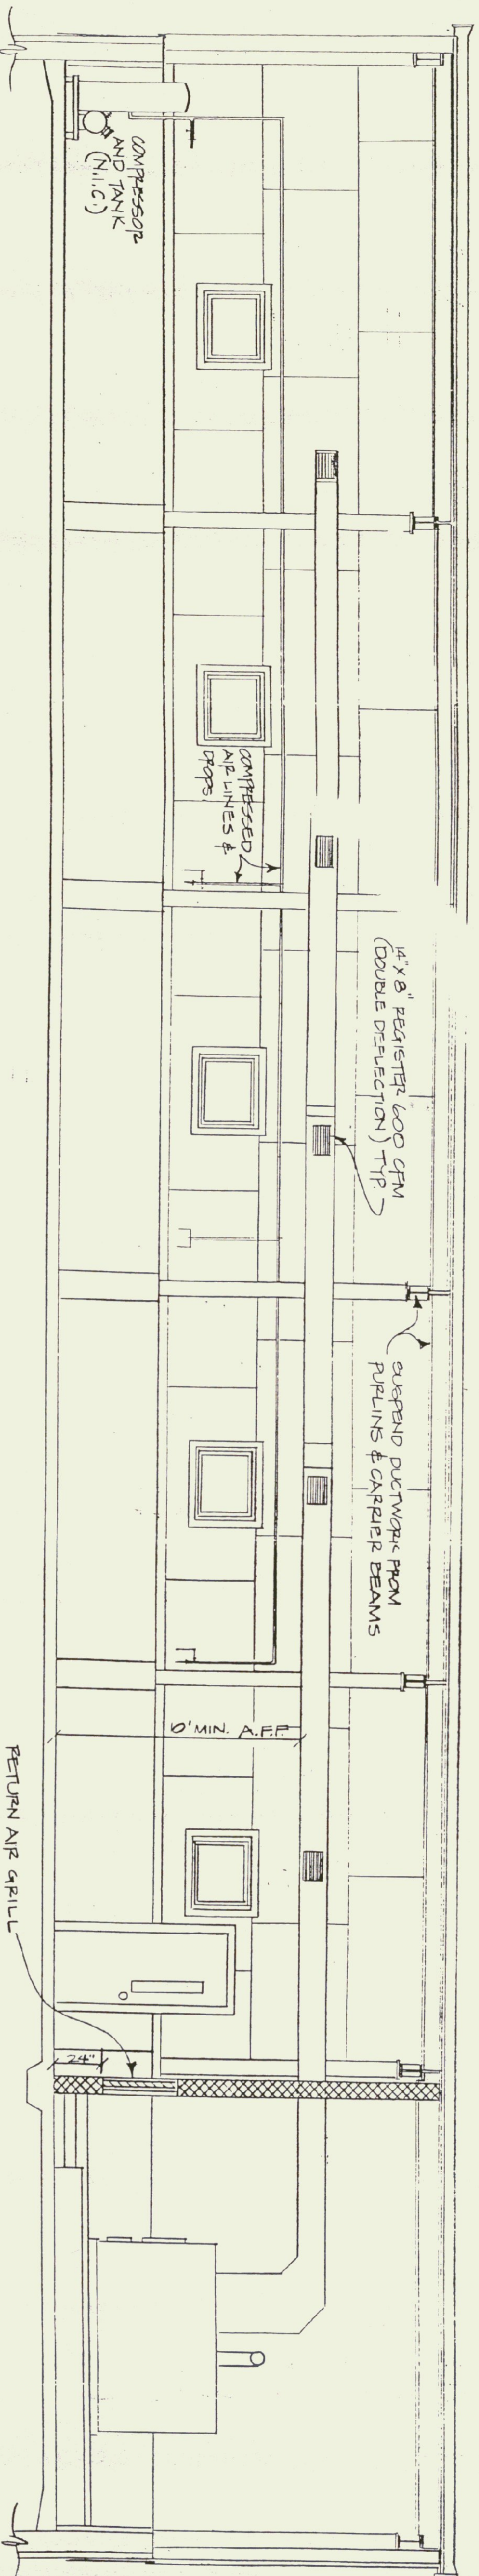 COMPRESSOR
AND TANK
(N.I.C.)
COMPRESSED
AIR LINES &
DROPS.
14"x8" REGISTER 600 CFM
(DOUBLE DEFLECTION) TYP.
SUSPEND DUCTWORK FROM
PURLINS & CARRIER BEAMS
10' MIN. A.F.F.
RETURN AIR GRILL
24"